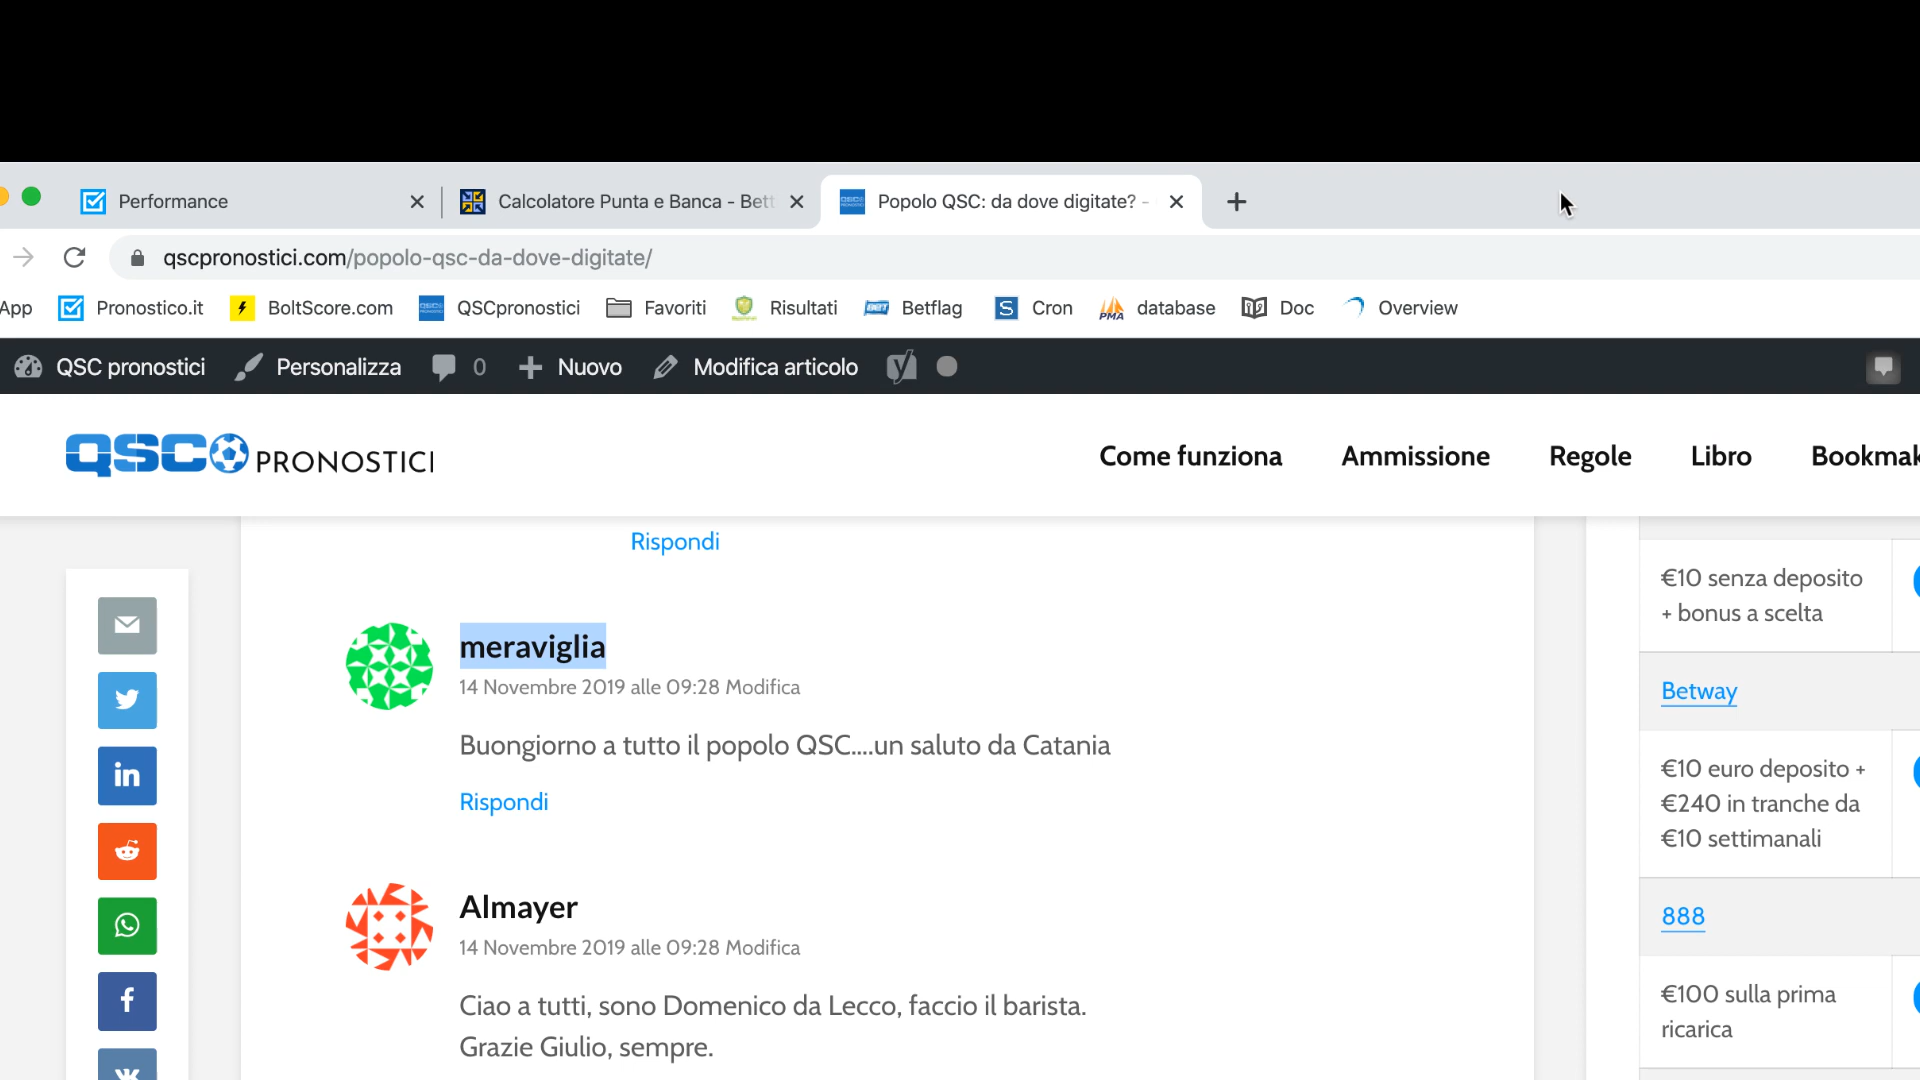 Performance
Calcolatore Punta e Banca - Bett
Popolo QSC: da dove digitate? -
qscpronostici.com/popolo-qsc-da-dove-digitate/
App
Pronostico.it
BoltScore.com
QSCpronostici
Favoriti
Risultati
Betflag
Cron
PMA
database
Doc
Overview
QSC pronostici
Personalizza
0
Nuovo
Modifica articolo
QSC PRONOSTICI
Come funziona
Ammissione
Regole
Libro
Bookmak
Rispondi
meraviglia
14 Novembre 2019 alle 09:28 Modifica
Buongiorno a tutto il popolo QSC....un saluto da Catania
Rispondi
Almayer
14 Novembre 2019 alle 09:28 Modifica
Ciao a tutti, sono Domenico da Lecco, faccio il barista.
Grazie Giulio, sempre.
€10 senza deposito
+ bonus a scelta
Betway
€10 euro deposito +
€240 in tranche da
€10 settimanali
888
€100 sulla prima
ricarica